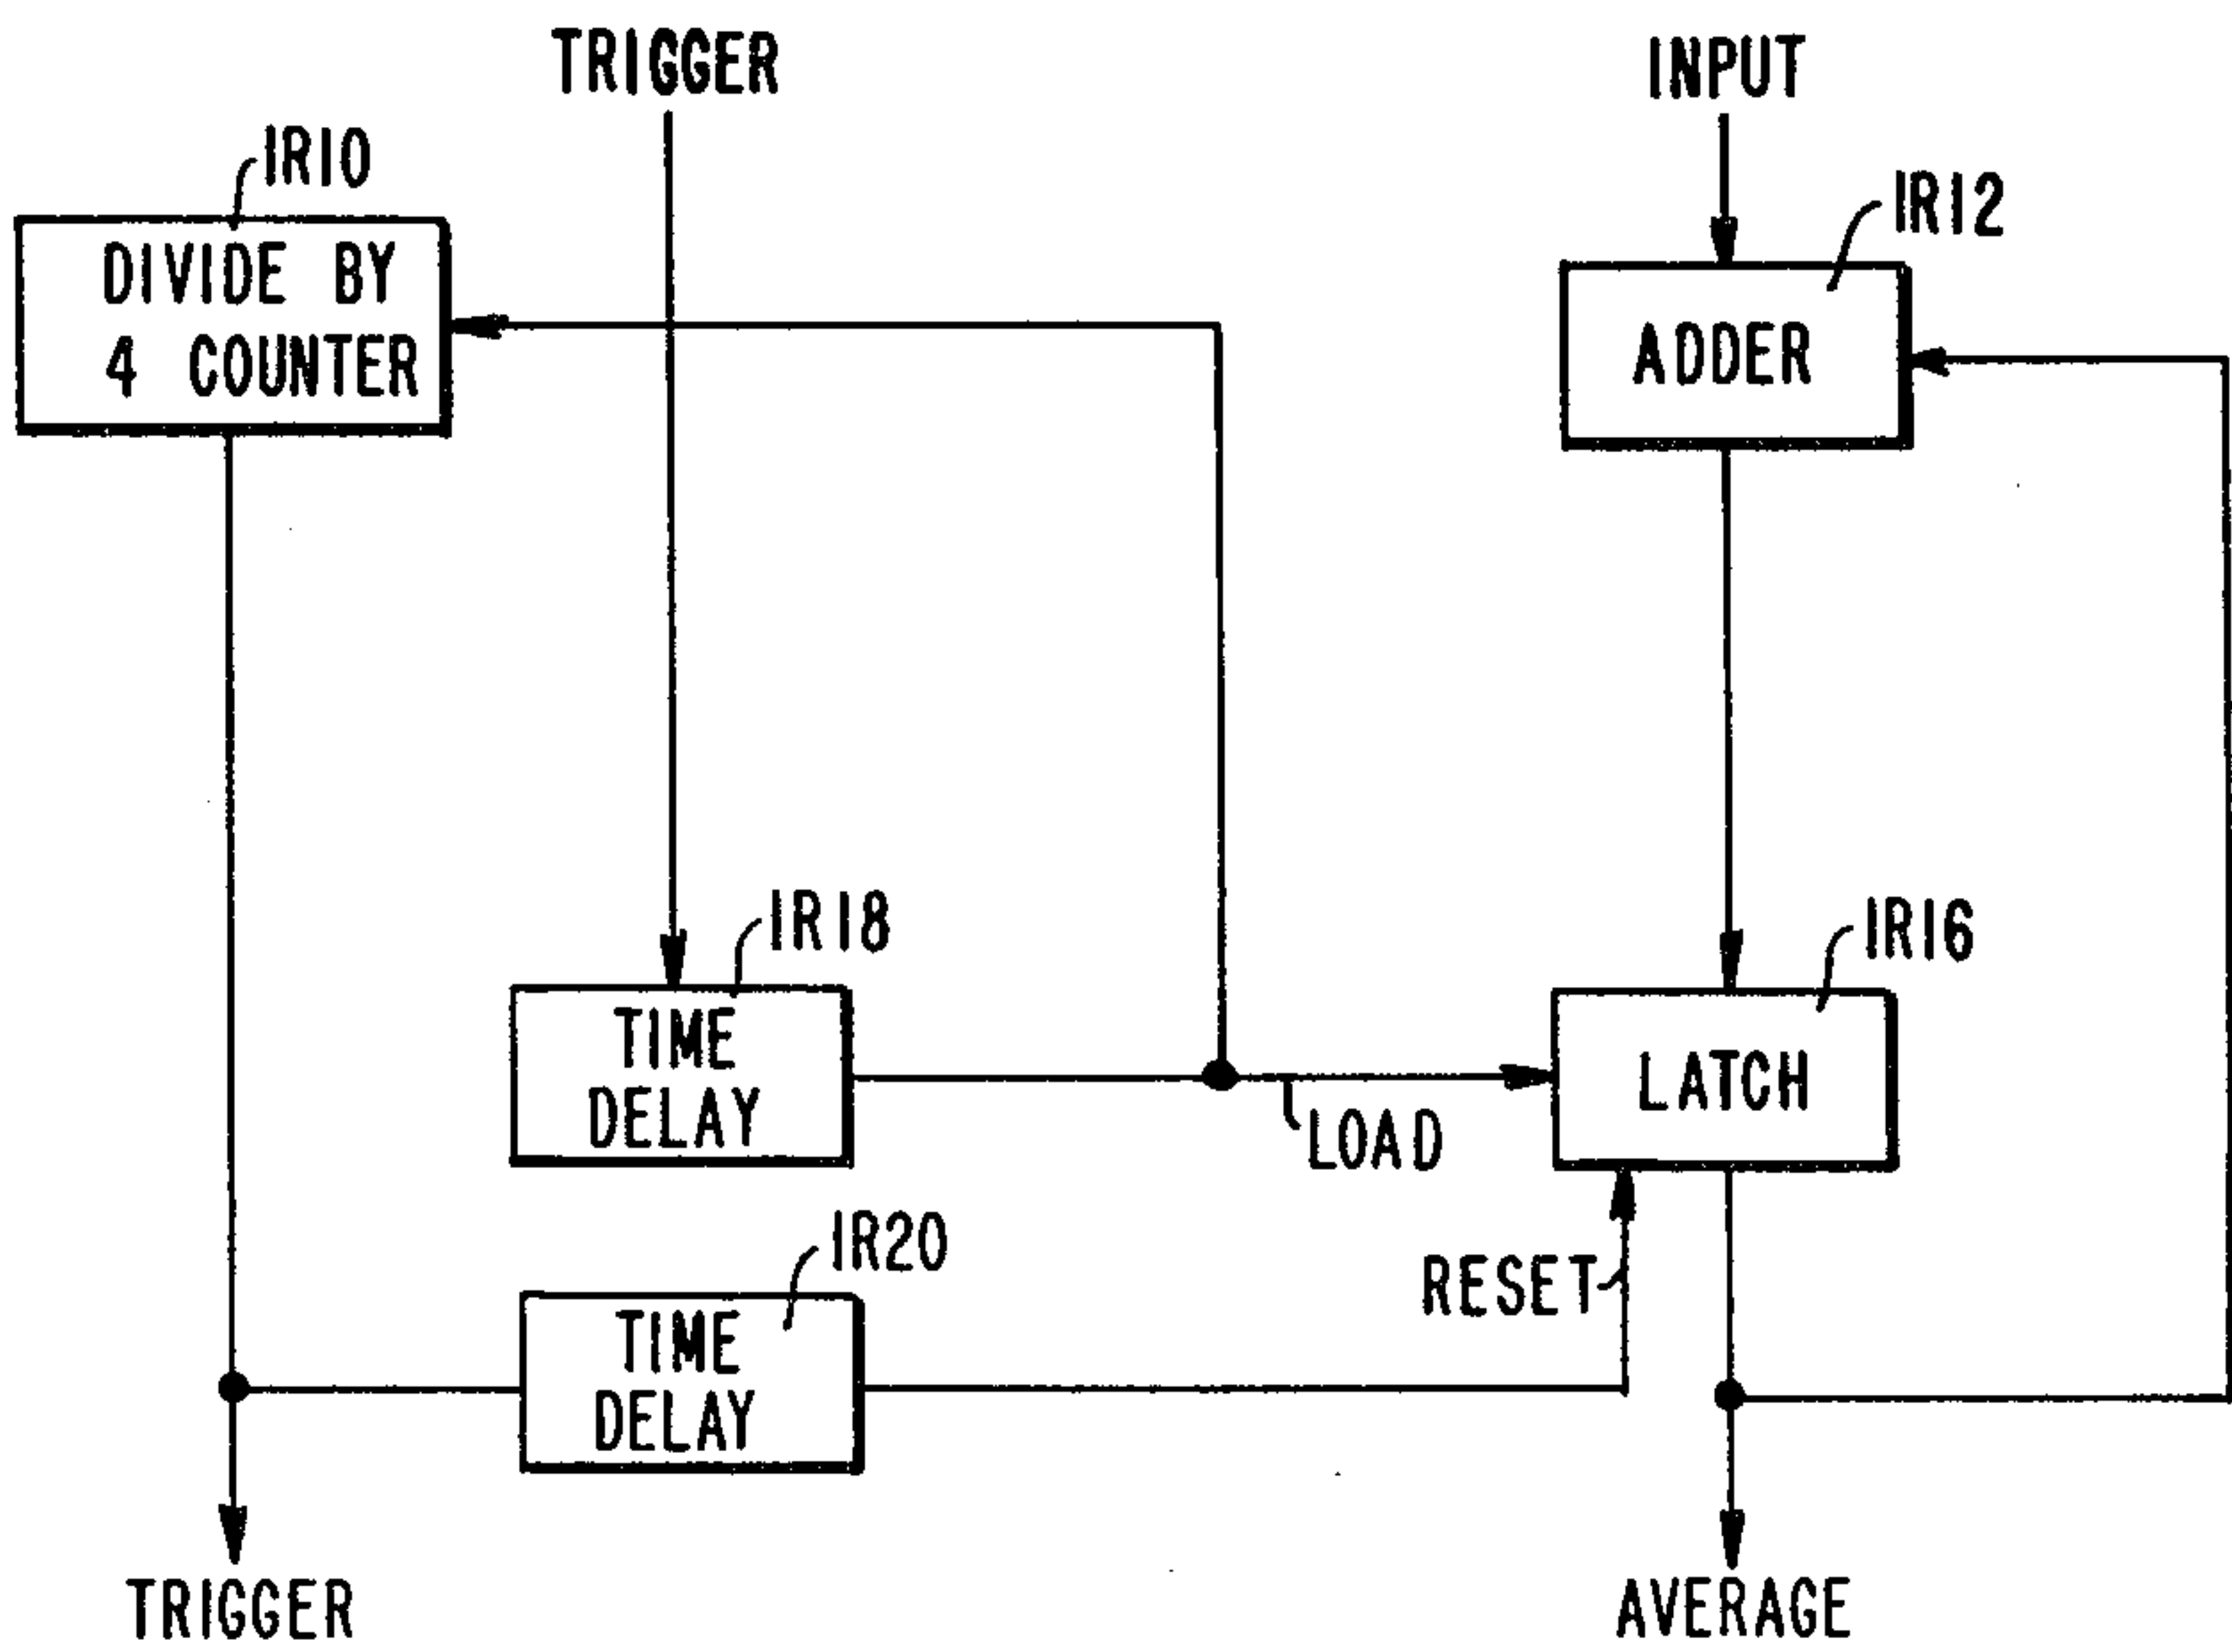 TRIGGER
INPUT
IR10
IR12
DIVIDE BY
4 COUNTER
ADDER
IR18
IR16
TIME
DELAY
LATCH
LOAD
IR20
RESET
TIME
DELAY
TRIGGER
AVERAGE